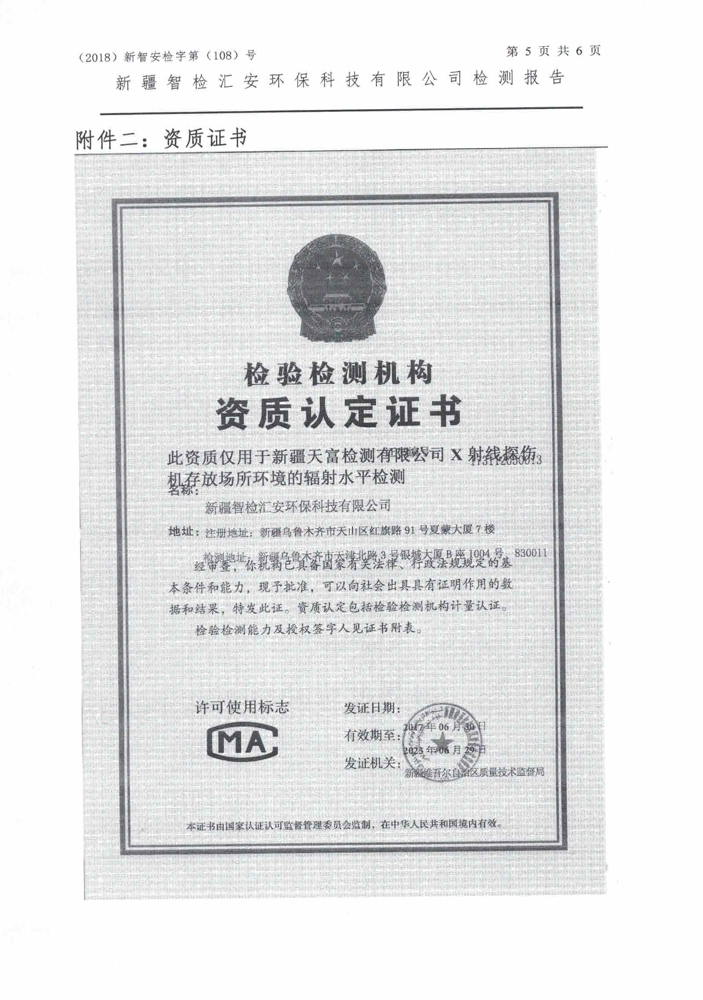 （2018）新智安检字第（108）号
第 5 页 共 6 页
新疆智检汇安环保科技有限公司检测报告
附件二：资质证书
检验检测机构
资质认定证书
此资质仅用于新疆天富检测有限公司 X 射线探伤
机存放场所环境的辐射水平检测
名称：
新疆智检汇安环保科技有限公司
地址：注册地址：新疆乌鲁木齐市天山区红旗路 91 号夏蒙大厦 7 楼
检测地址：新疆乌鲁木齐市天津北路 3 号银城大厦 B 座 1004 号，830011
经审查，你机构已具备国家有关法律、行政法规规定的基
本条件和能力，现予批准，可以向社会出具具有证明作用的数
据和结果，特发此证。资质认定包括检验检测机构计量认证。
检验检测能力及授权签字人见证书附表。
许可使用标志
MA
发证日期：
2017 年 06 月 30 日
有效期至：
2023 年 06 月 29 日
发证机关：
新疆维吾尔自治区质量技术监督局
本证书由国家认证认可监督管理委员会监制，在中华人民共和国境内有效。